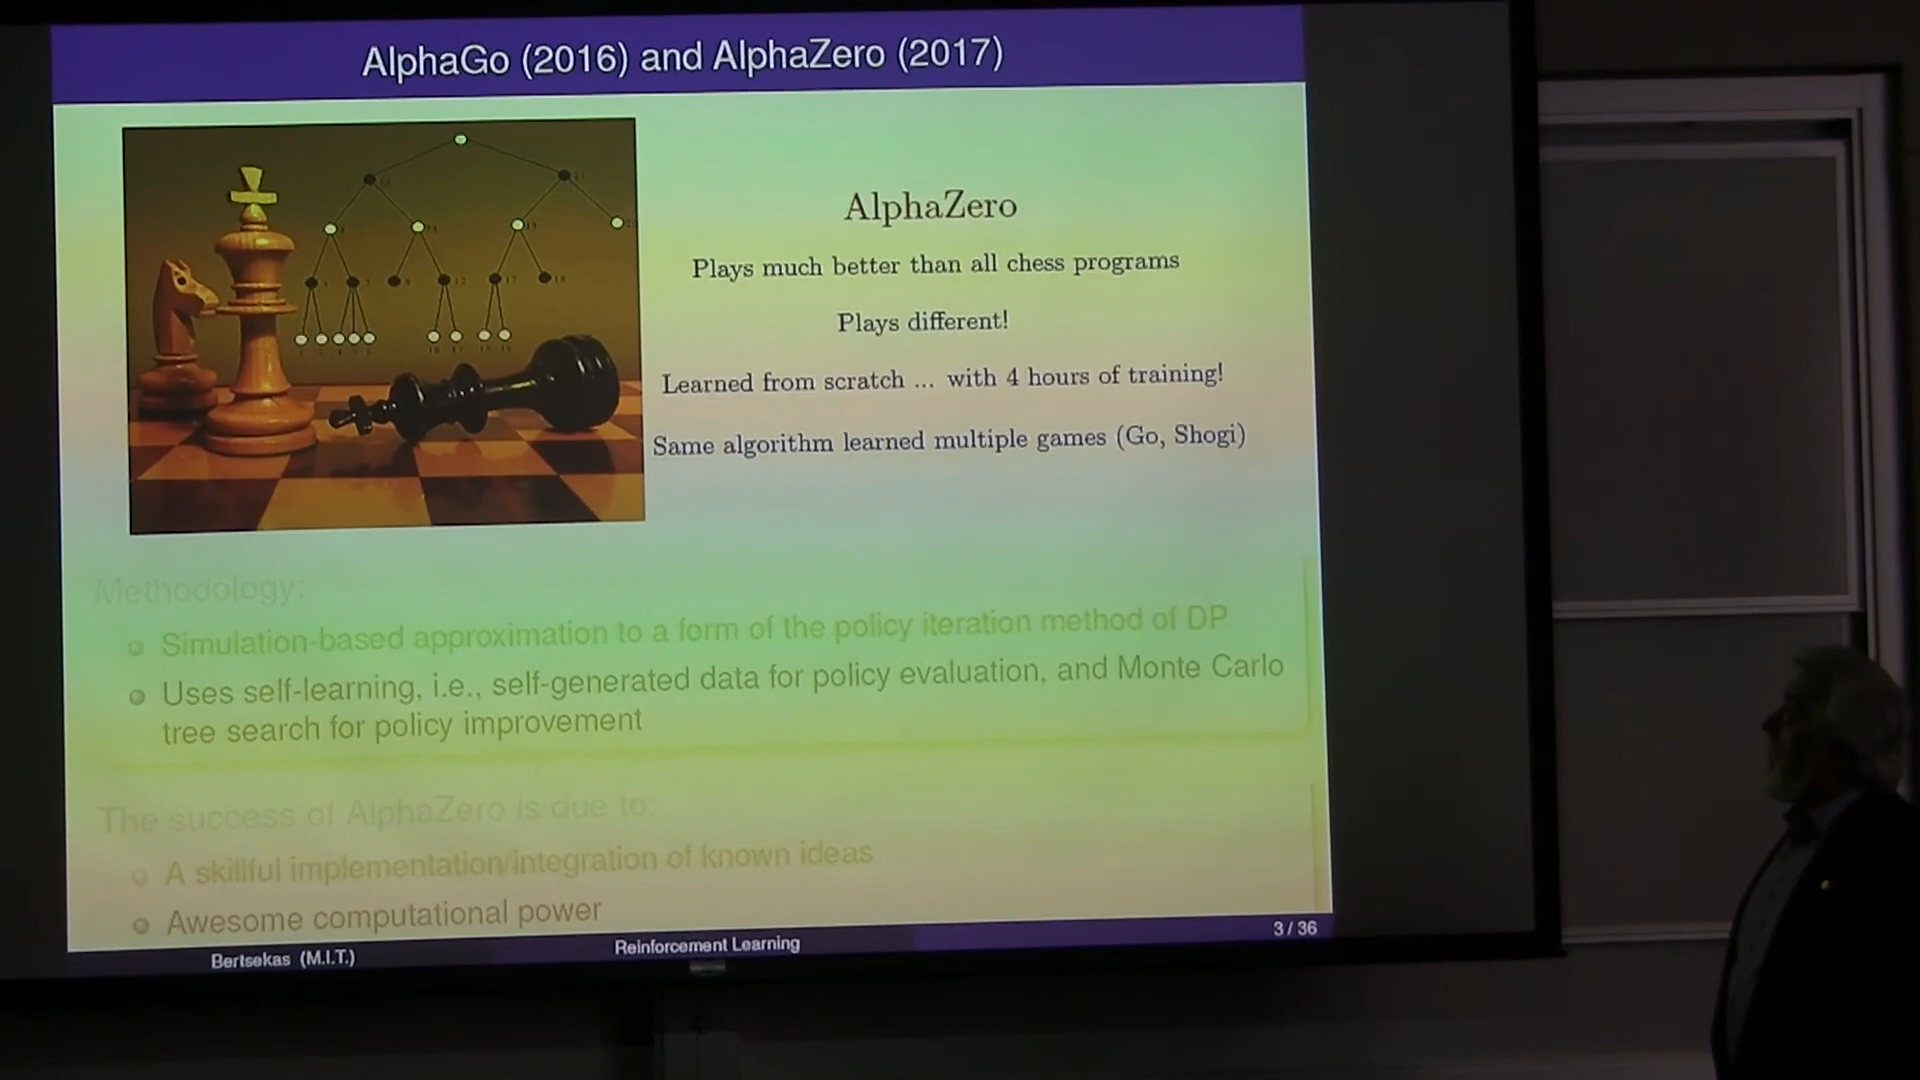 AlphaGo (2016) and AlphaZero (2017)
AlphaZero
Plays much better than all chess programs
Plays different!
Learned from scratch ... with 4 hours of training!
Same algorithm learned multiple games (Go, Shogi)
Methodology:
Simulation-based approximation to a form of the policy iteration method of DP
Uses self-learning, i.e., self-generated data for policy evaluation, and Monte Carlo
tree search for policy improvement
The success of AlphaZero is due to:
A skillful implementation/integration of known ideas
Awesome computational power
Bertsekas (M.I.T.)
Reinforcement Learning
3 / 36